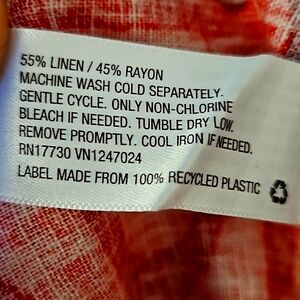 55% LINEN / 45% RAYON
MACHINE WASH COLD SEPARATELY.
GENTLE CYCLE. ONLY NON-CHLORINE
BLEACH IF NEEDED. TUMBLE DRY LOW.
REMOVE PROMPTLY. COOL IRON IF NEEDED.
RN17730 VN1247024
LABEL MADE FROM 100% RECYCLED PLASTIC